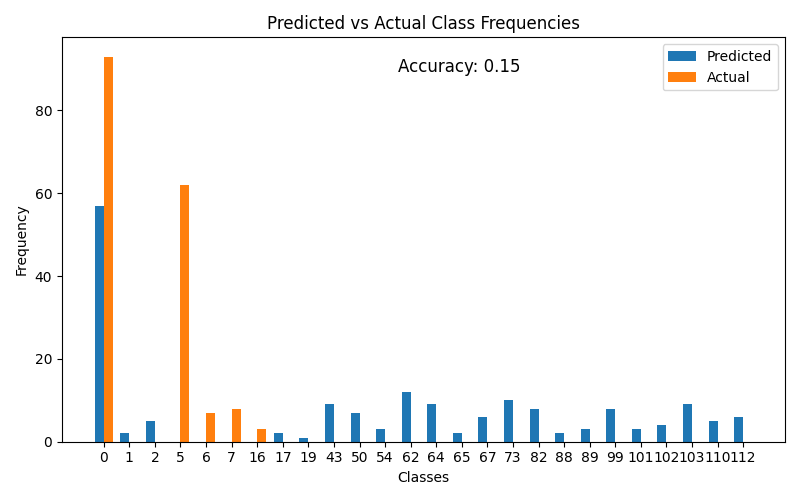 Predicted vs Actual Class Frequencies
Accuracy: 0.15
Predicted
Actual
80
60
40
20
0
Frequency
0 1 2 5 6 7 16 17 19 43 50 54 62 64 65 67 73 82 88 89 99 101 102 103 110 112
Classes